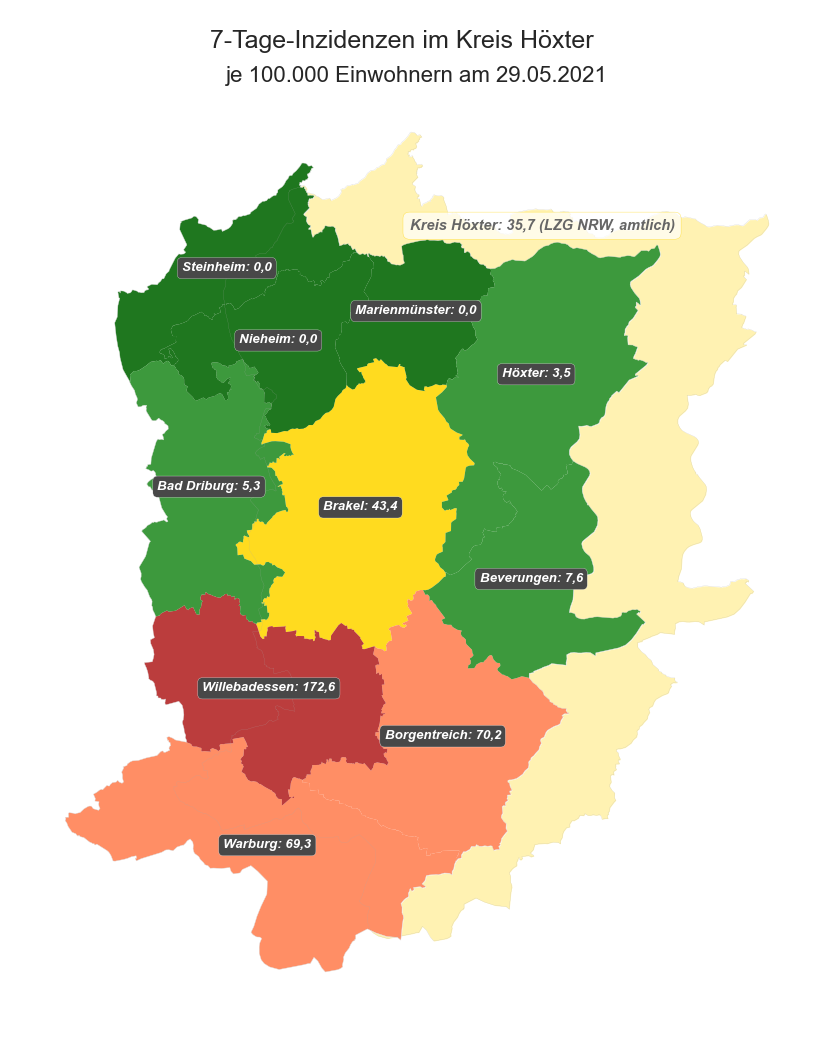 7-Tage-Inzidenzen im Kreis Höxter
je 100.000 Einwohnern am 29.05.2021
Kreis Höxter: 35,7 (LZG NRW, amtlich)
Steinheim: 0,0
Marienmünster: 0,0
Nieheim: 0,0
Höxter: 3,5
Bad Driburg: 5,3
Brakel: 43,4
Beverungen: 7,6
Willebadessen: 172,6
Borgentreich: 70,2
Warburg: 69,3